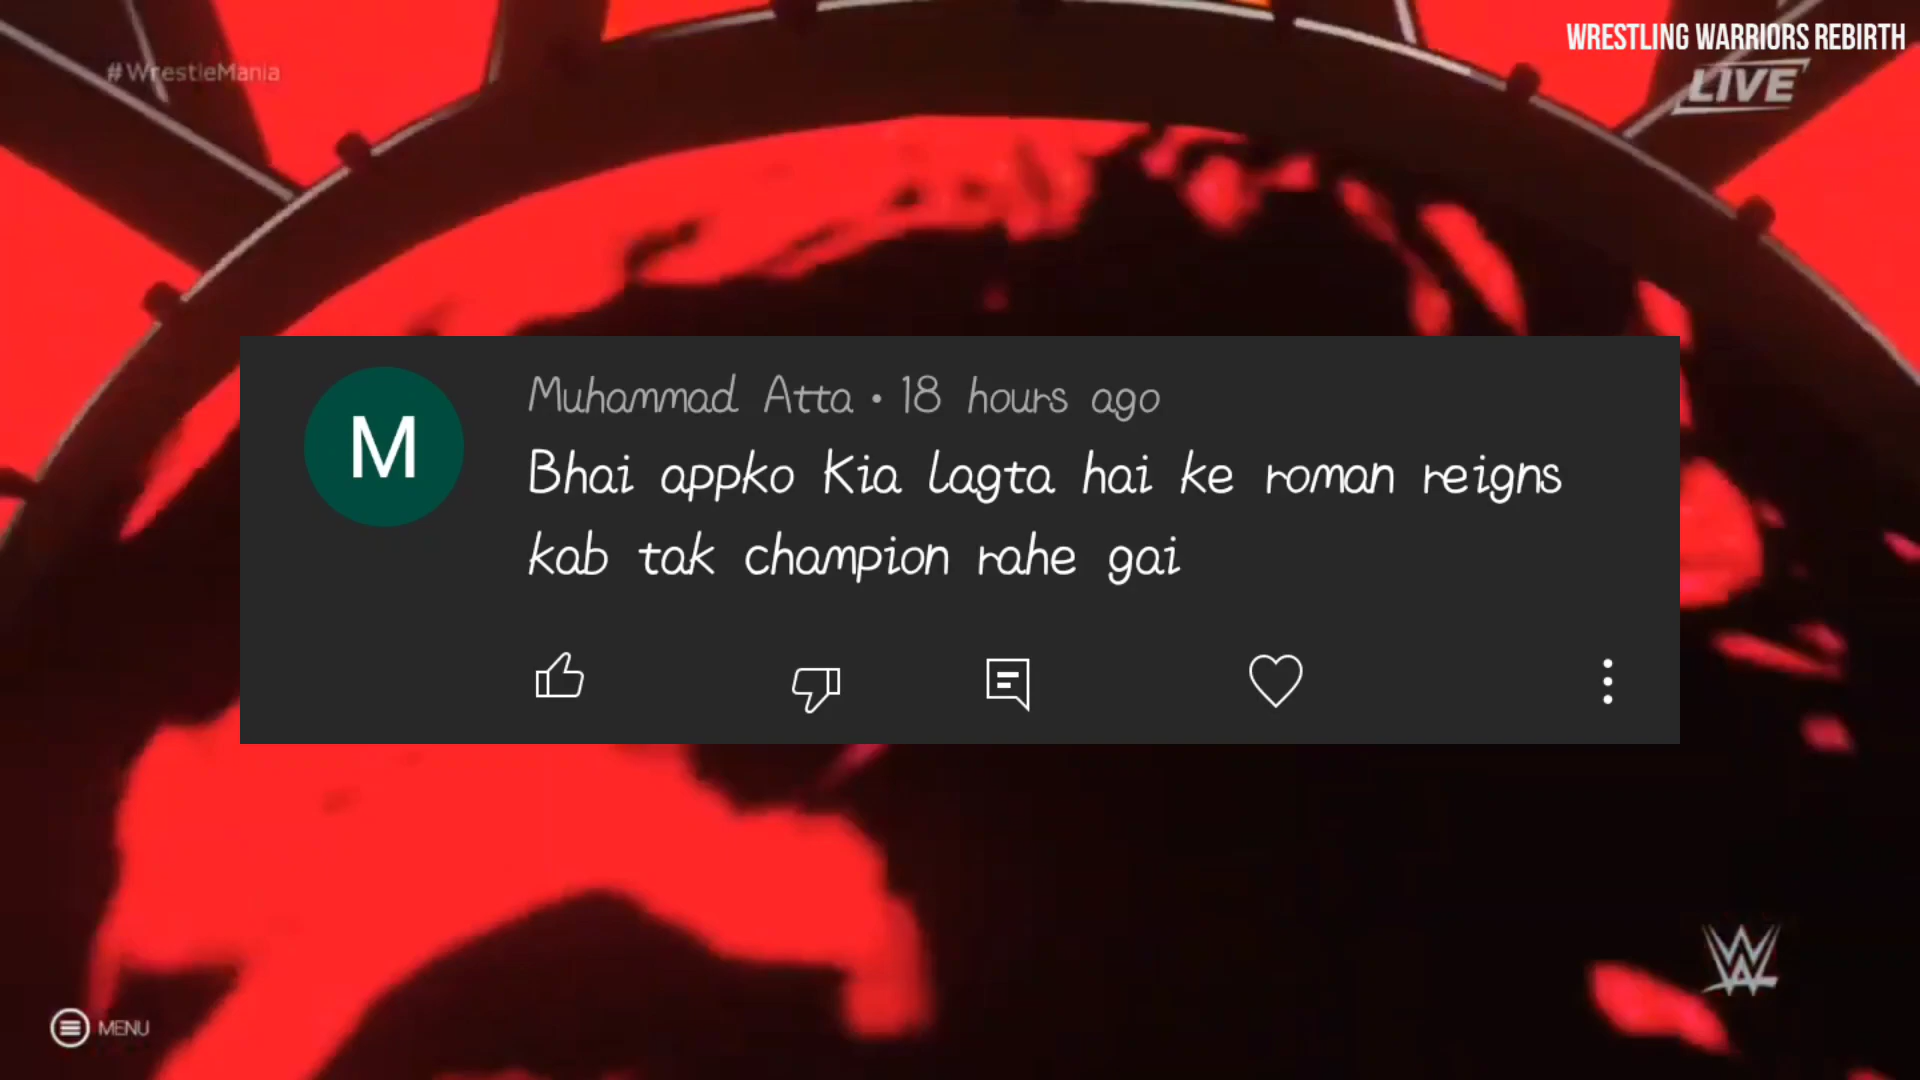 WRESTLING WARRIORS REBIRTH
#WrestleMania
LIVE
M
Muhammad Atta • 18 hours ago
Bhai appko Kia lagta hai ke roman reigns
kab tak champion rahe gai
W
MENU